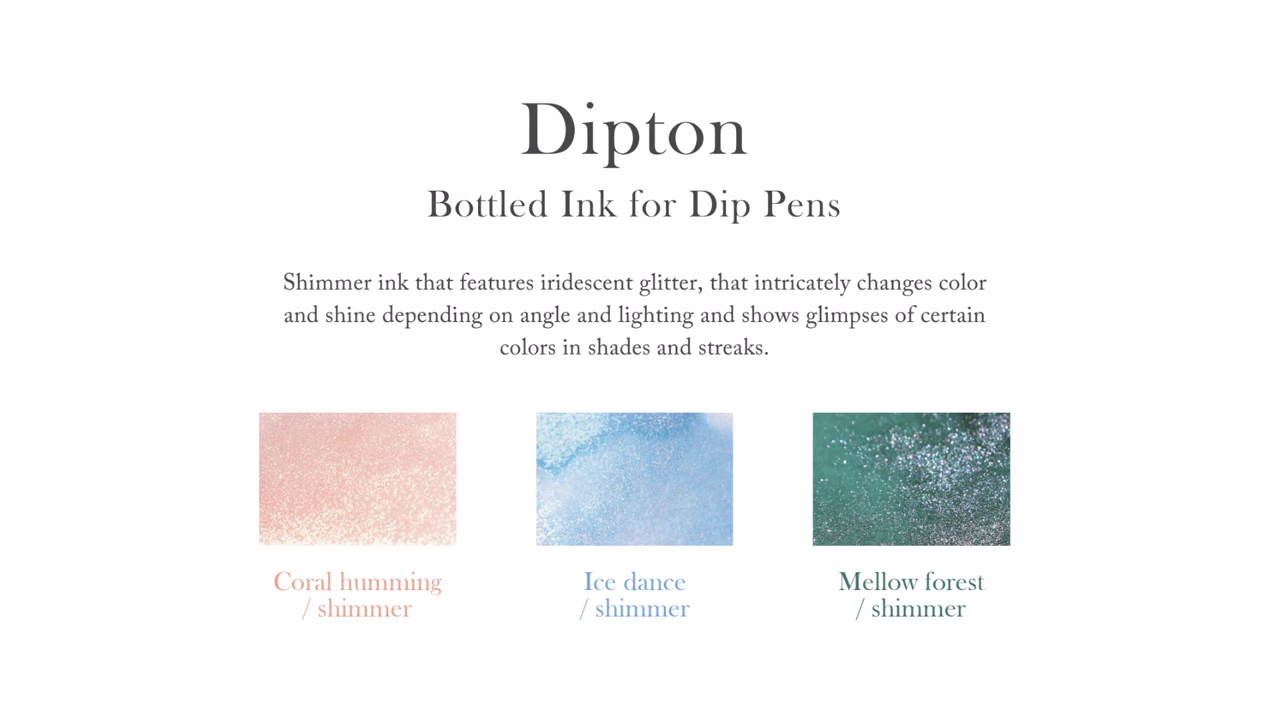 Dipton
Bottled Ink for Dip Pens
Shimmer ink that features iridescent glitter, that intricately changes color
and shine depending on angle and lighting and shows glimpses of certain
colors in shades and streaks.
Coral humming
/ shimmer
Ice dance
/ shimmer
Mellow forest
/ shimmer